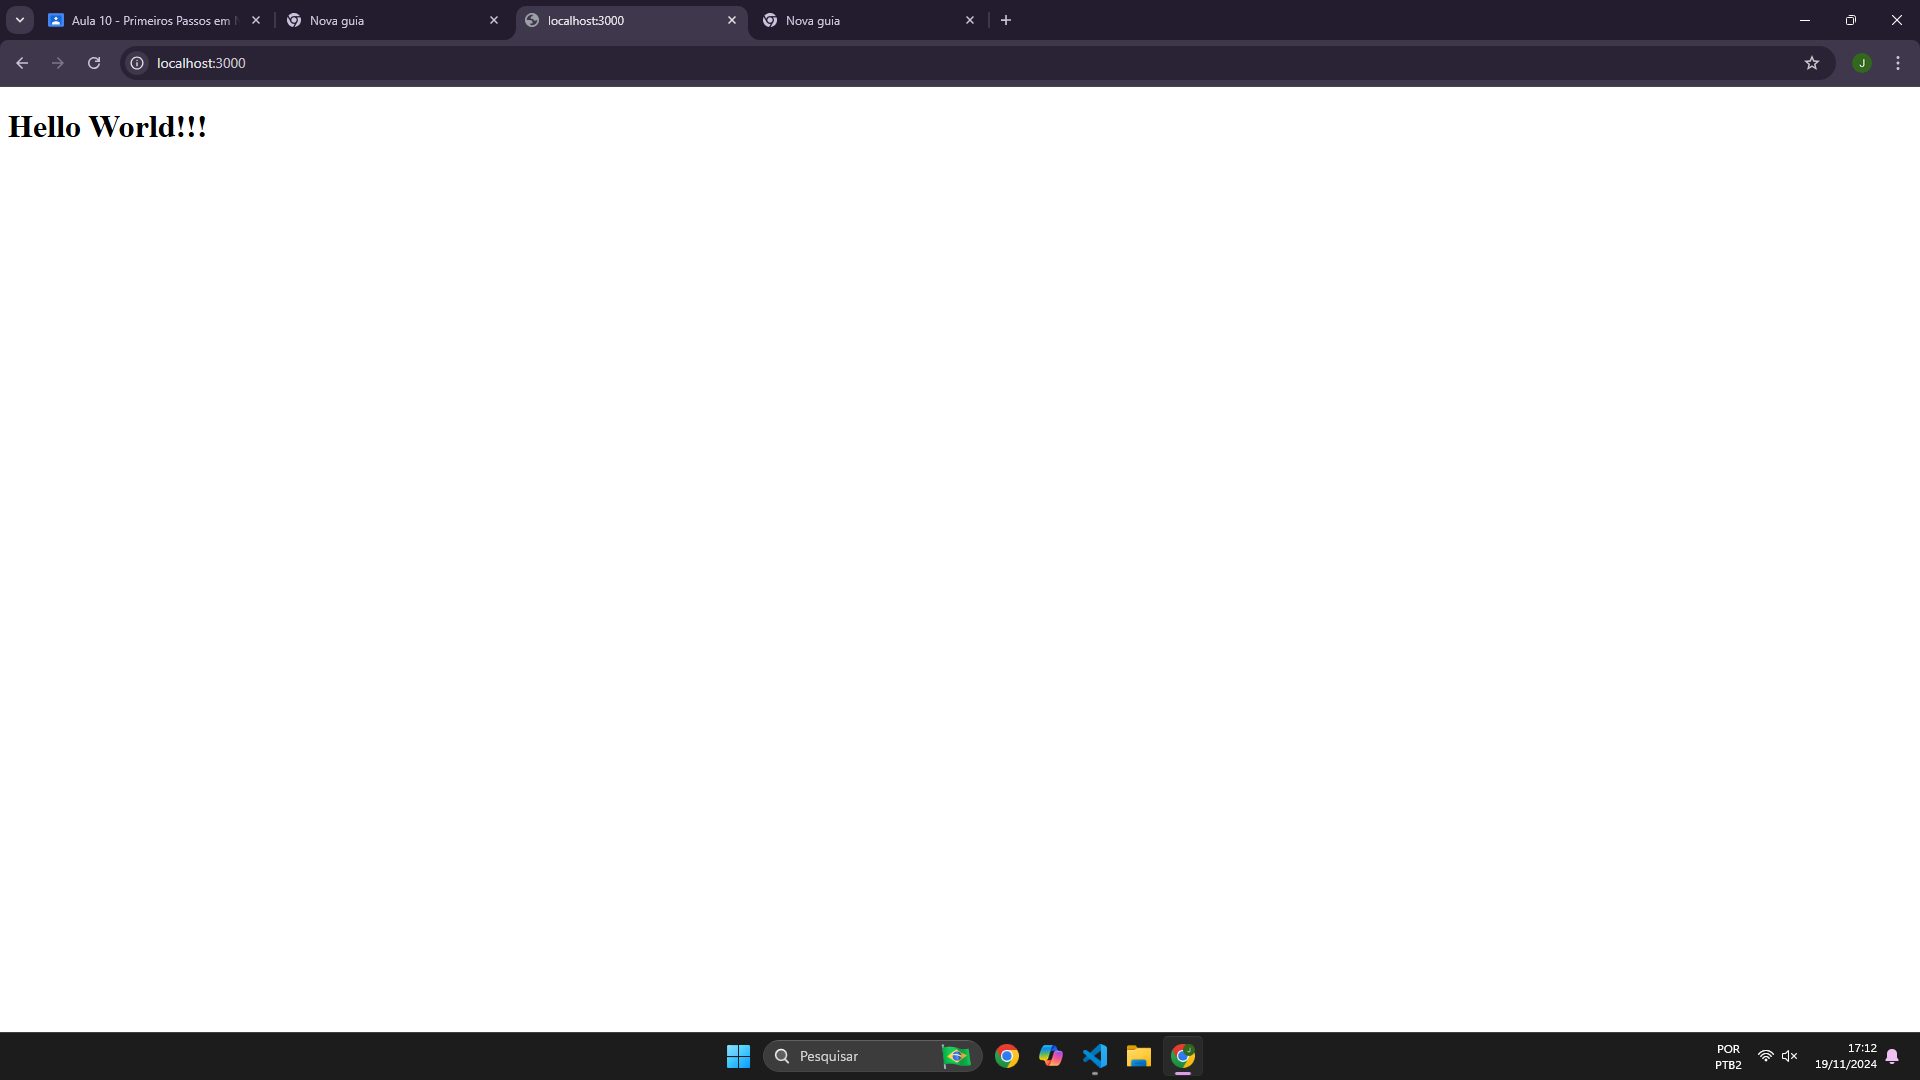 Aula 10 - Primeiros Passos em
Nova guia
localhost:3000
Nova guia
localhost:3000
J
Hello World!!!
Pesquisar
J
POR
PTB2
17:12
19/11/2024